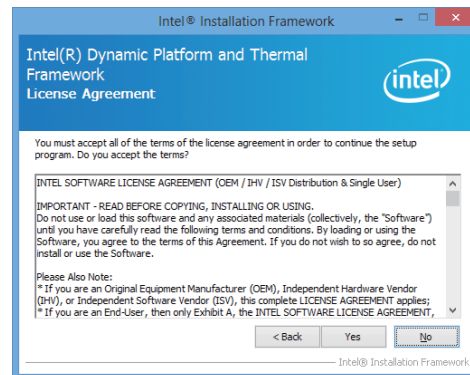 Intel® Installation Framework
Intel(R) Dynamic Platform and Thermal
Framework
License Agreement
intel
You must accept all of the terms of the license agreement in order to continue the setup
program. Do you accept the terms?
INTEL SOFTWARE LICENSE AGREEMENT (OEM / IHV / ISV Distribution & Single User)
IMPORTANT - READ BEFORE COPYING, INSTALLING OR USING.
Do not use or load this software and any associated materials (collectively, the "Software")
until you have carefully read the following terms and conditions. By loading or using the
Software, you agree to the terms of this Agreement. If you do not wish to so agree, do not
install or use the Software.
Please Also Note:
* If you are an Original Equipment Manufacturer (OEM), Independent Hardware Vendor
(IHV), or Independent Software Vendor (ISV), this complete LICENSE AGREEMENT applies;
* If you are an End-User, then only Exhibit A, the INTEL SOFTWARE LICENSE AGREEMENT,
< Back Yes No
Intel® Installation Framework